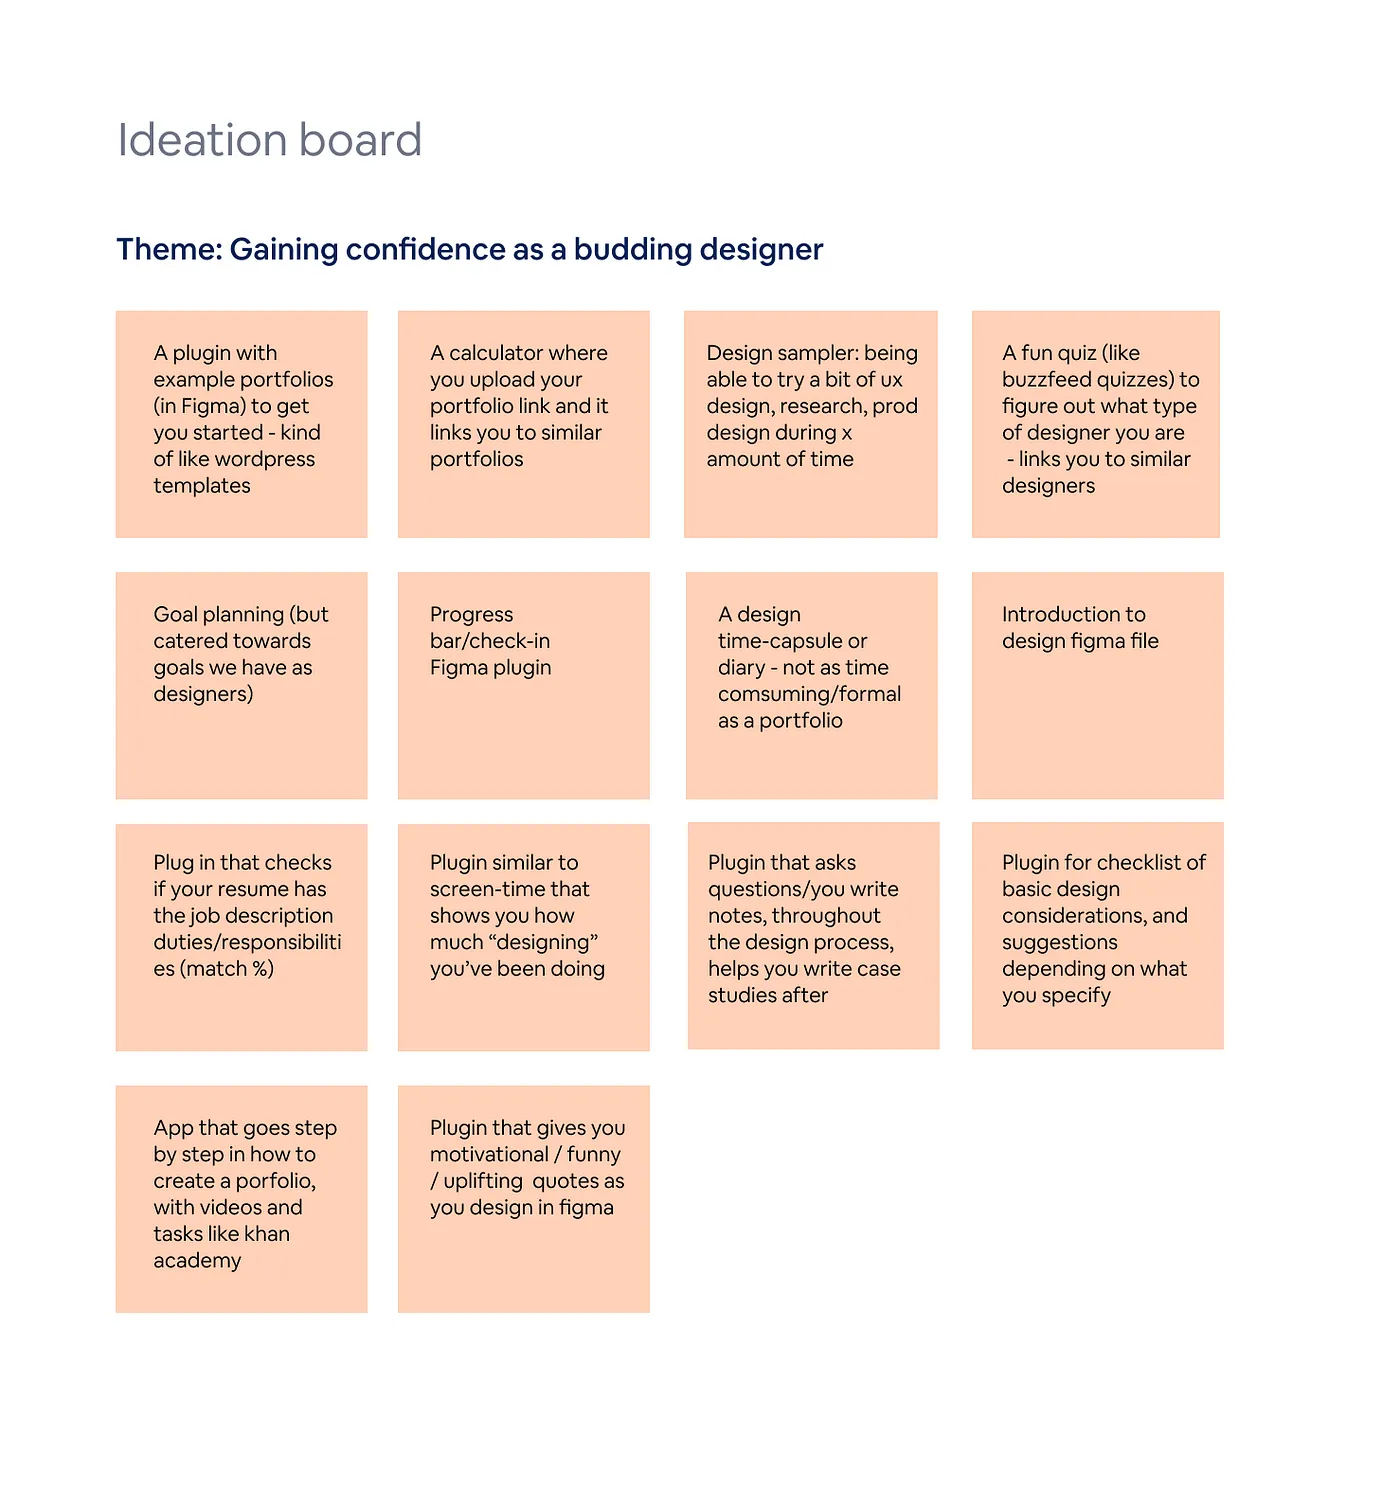 Ideation board
Theme: Gaining confidence as a budding designer
A plugin with
example portfolios
(in Figma) to get
you started - kind
of like wordpress
templates
A calculator where
you upload your
portfolio link and it
links you to similar
portfolios
Design sampler: being
able to try a bit of ux
design, research, prod
design during x
amount of time
A fun quiz (like
buzzfeed quizzes) to
figure out what type
of designer you are
- links you to similar
designers
Goal planning (but
catered towards
goals we have as
designers)
Progress
bar/check-in
Figma plugin
A design
time-capsule or
diary - not as time
comsuming/formal
as a portfolio
Introduction to
design figma file
Plug in that checks
if your resume has
the job description
duties/responsibiliti
es (match %)
Plugin similar to
screen-time that
shows you how
much “designing”
you’ve been doing
Plugin that asks
questions/you write
notes, throughout
the design process,
helps you write case
studies after
Plugin for checklist of
basic design
considerations, and
suggestions
depending on what
you specify
App that goes step
by step in how to
create a porfolio,
with videos and
tasks like khan
academy
Plugin that gives you
motivational / funny
/ uplifting  quotes as
you design in figma